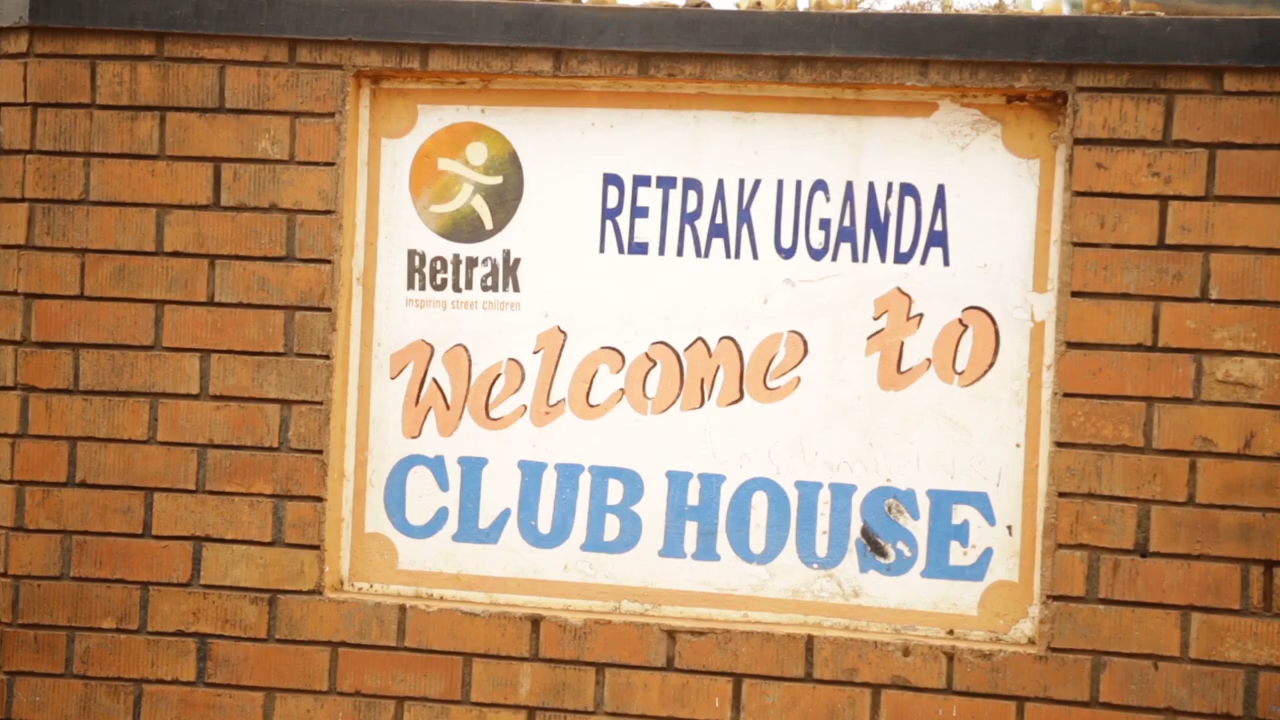 Retrak
inspiring street children
RETRAK UGANDA
Welcome to
CLUB HOUSE